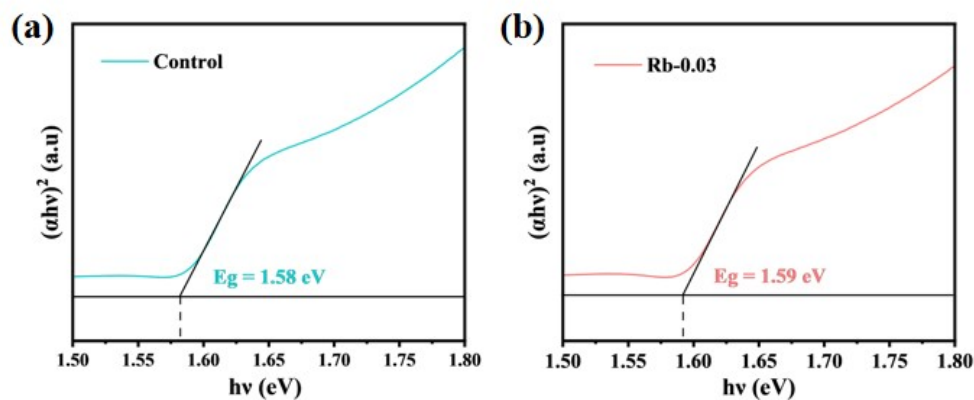 (a)
Control
(αhν)² (a.u)
Eg = 1.58 eV
1.50 1.55 1.60 1.65 1.70 1.75 1.80
hν (eV)
(b)
Rb-0.03
(αhν)² (a.u)
Eg = 1.59 eV
1.50 1.55 1.60 1.65 1.70 1.75 1.80
hν (eV)